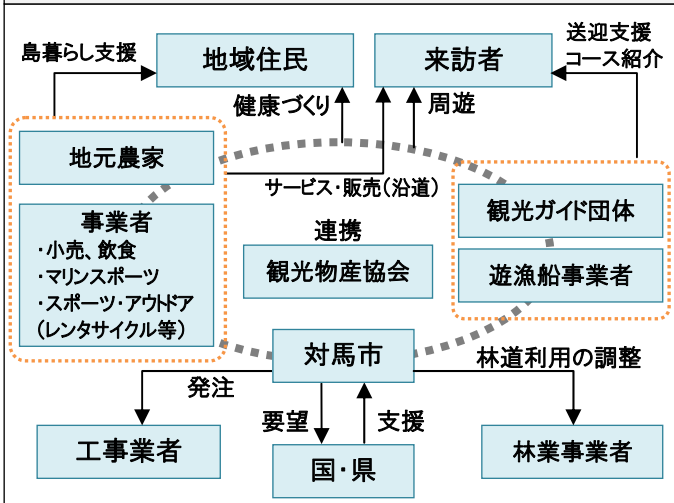 島暮らし支援
地域住民
来訪者
送迎支援
コース紹介
健康づくり
周遊
地元農家
サービス・販売(沿道)
事業者
・小売、飲食
・マリンスポーツ
・スポーツ・アウトドア
(レンタサイクル等)
連携
観光物産協会
観光ガイド団体
遊漁船事業者
対馬市
発注
林道利用の調整
要望
支援
工事業者
国・県
林業事業者